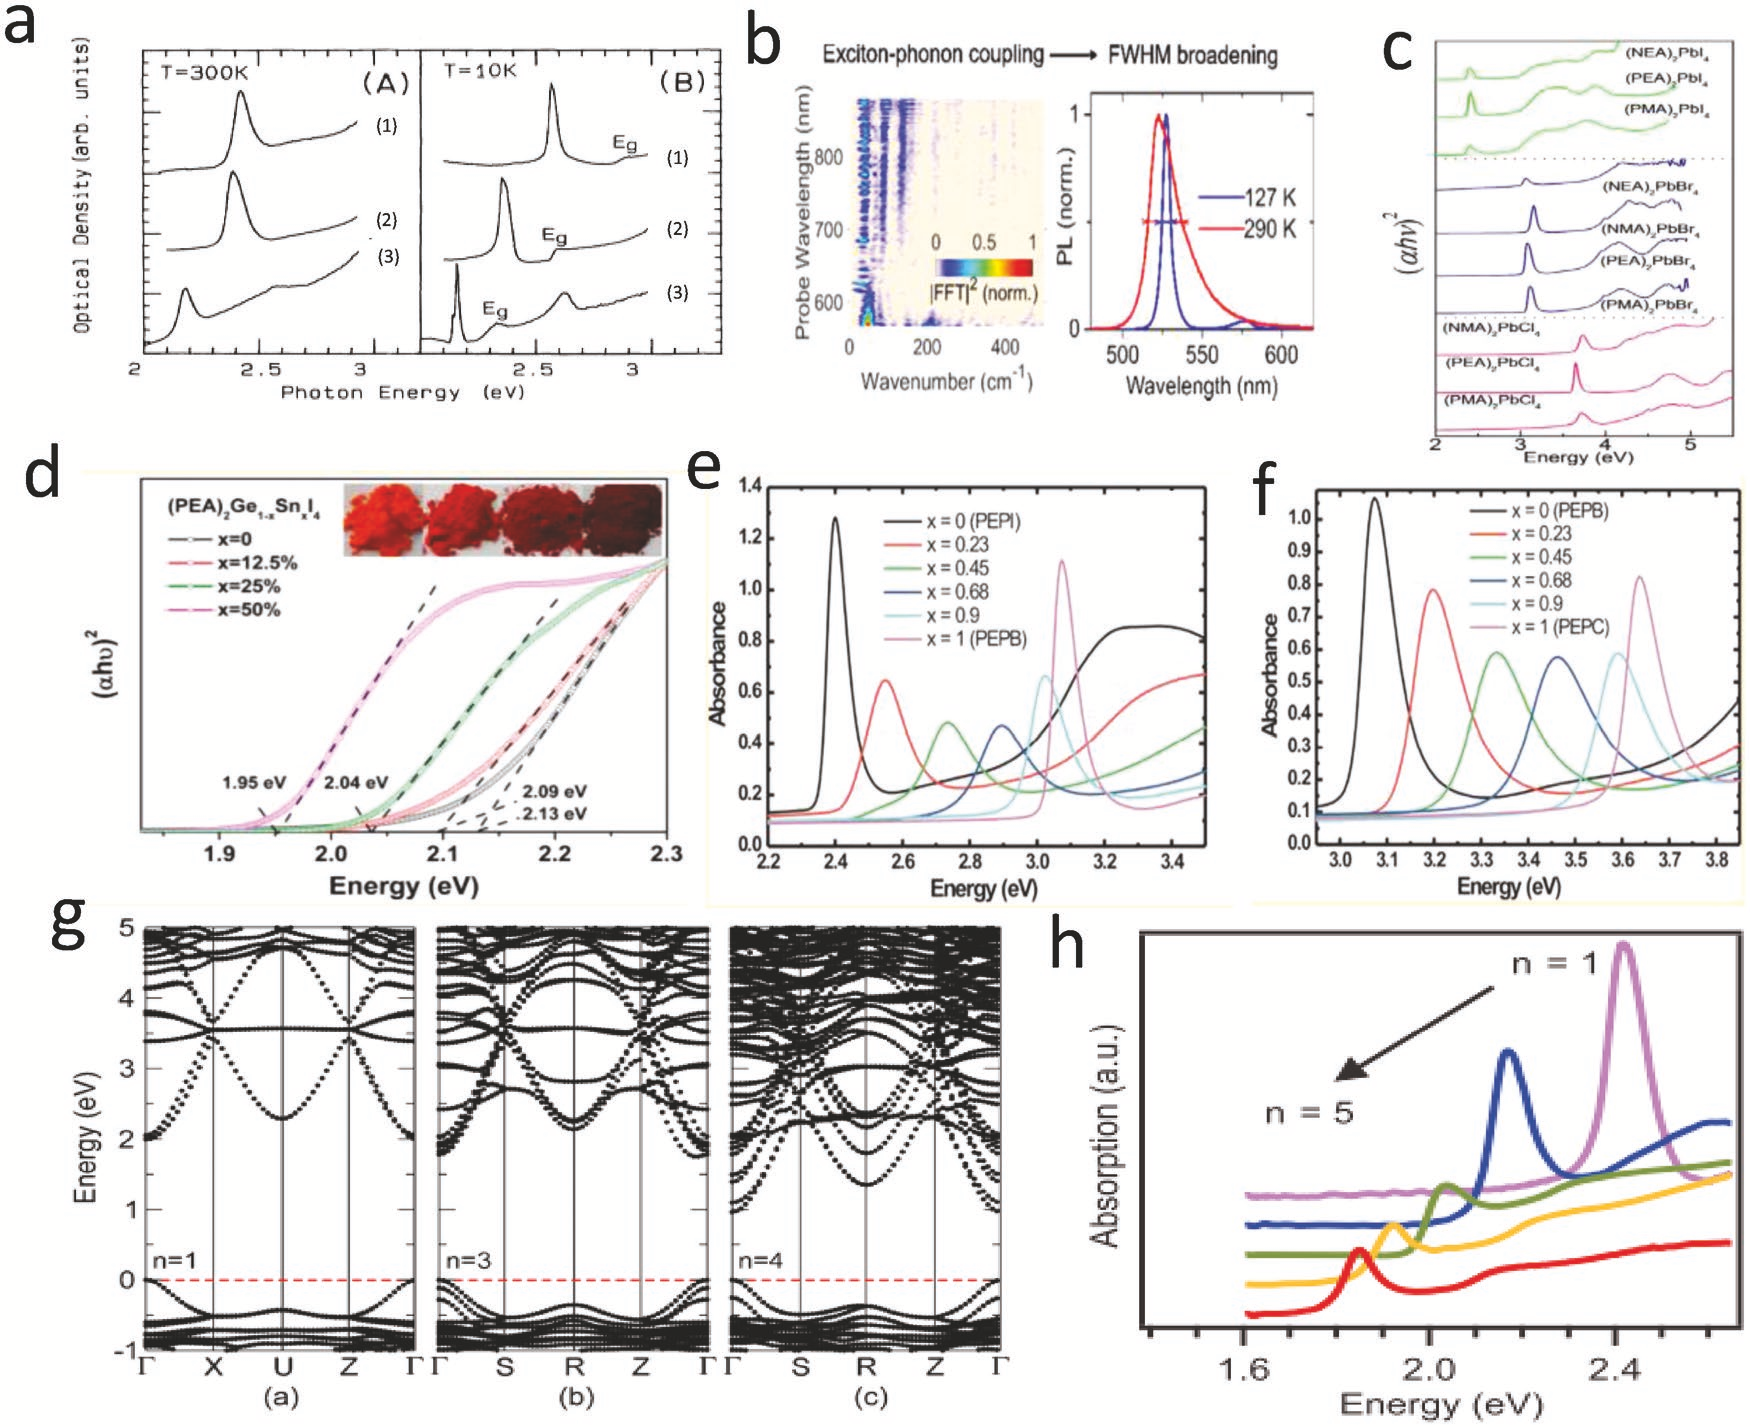 a
Optical Density (arb. units)
T=300K
(A)
(1)
(2)
(3)
T=10K
(B)
Eg
(1)
Eg
(2)
Eg
(3)
2 2.5 3 2.5 3
Photon Energy (eV)
b
Exciton-phonon coupling → FWHM broadening
Probe Wavelength (nm)
800
700
600
0 0.5 1
|FFT|² (norm.)
0 200 400
Wavenumber (cm⁻¹)
PL (norm.)
1
0
127 K
290 K
500 550 600
Wavelength (nm)
c
(αhν)²
(NEA)₂PbI₄
(PEA)₂PbI₄
(PMA)₂PbI₄
(NEA)₂PbBr₄
(NMA)₂PbBr₄
(PEA)₂PbBr₄
(PMA)₂PbBr₄
(NMA)₂PbCl₄
(PEA)₂PbCl₄
(PMA)₂PbCl₄
2 3 4 5
Energy (eV)
d
(PEA)₂Ge₁₋ₓSnₓI₄
x=0
x=12.5%
x=25%
x=50%
(αhυ)²
1.95 eV
2.04 eV
2.09 eV
2.13 eV
1.9 2.0 2.1 2.2 2.3
Energy (eV)
e
Absorbance
1.4
1.2
1.0
0.8
0.6
0.4
0.2
0.0
x = 0 (PEPI)
x = 0.23
x = 0.45
x = 0.68
x = 0.9
x = 1 (PEPB)
2.2 2.4 2.6 2.8 3.0 3.2 3.4
Energy (eV)
f
Absorbance
1.0
0.9
0.8
0.7
0.6
0.5
0.4
0.3
0.2
0.1
0.0
x = 0 (PEPB)
x = 0.23
x = 0.45
x = 0.68
x = 0.9
x = 1 (PEPC)
3.0 3.1 3.2 3.3 3.4 3.5 3.6 3.7 3.8
Energy (eV)
g
Energy (eV)
5
4
3
2
1
0
-1
n=1
n=3
n=4
Γ X U Z Γ
Γ S R Z Γ
Γ S R Z Γ
(a) (b) (c)
h
Absorption (a.u.)
n = 1
n = 5
1.6 2.0 2.4
Energy (eV)